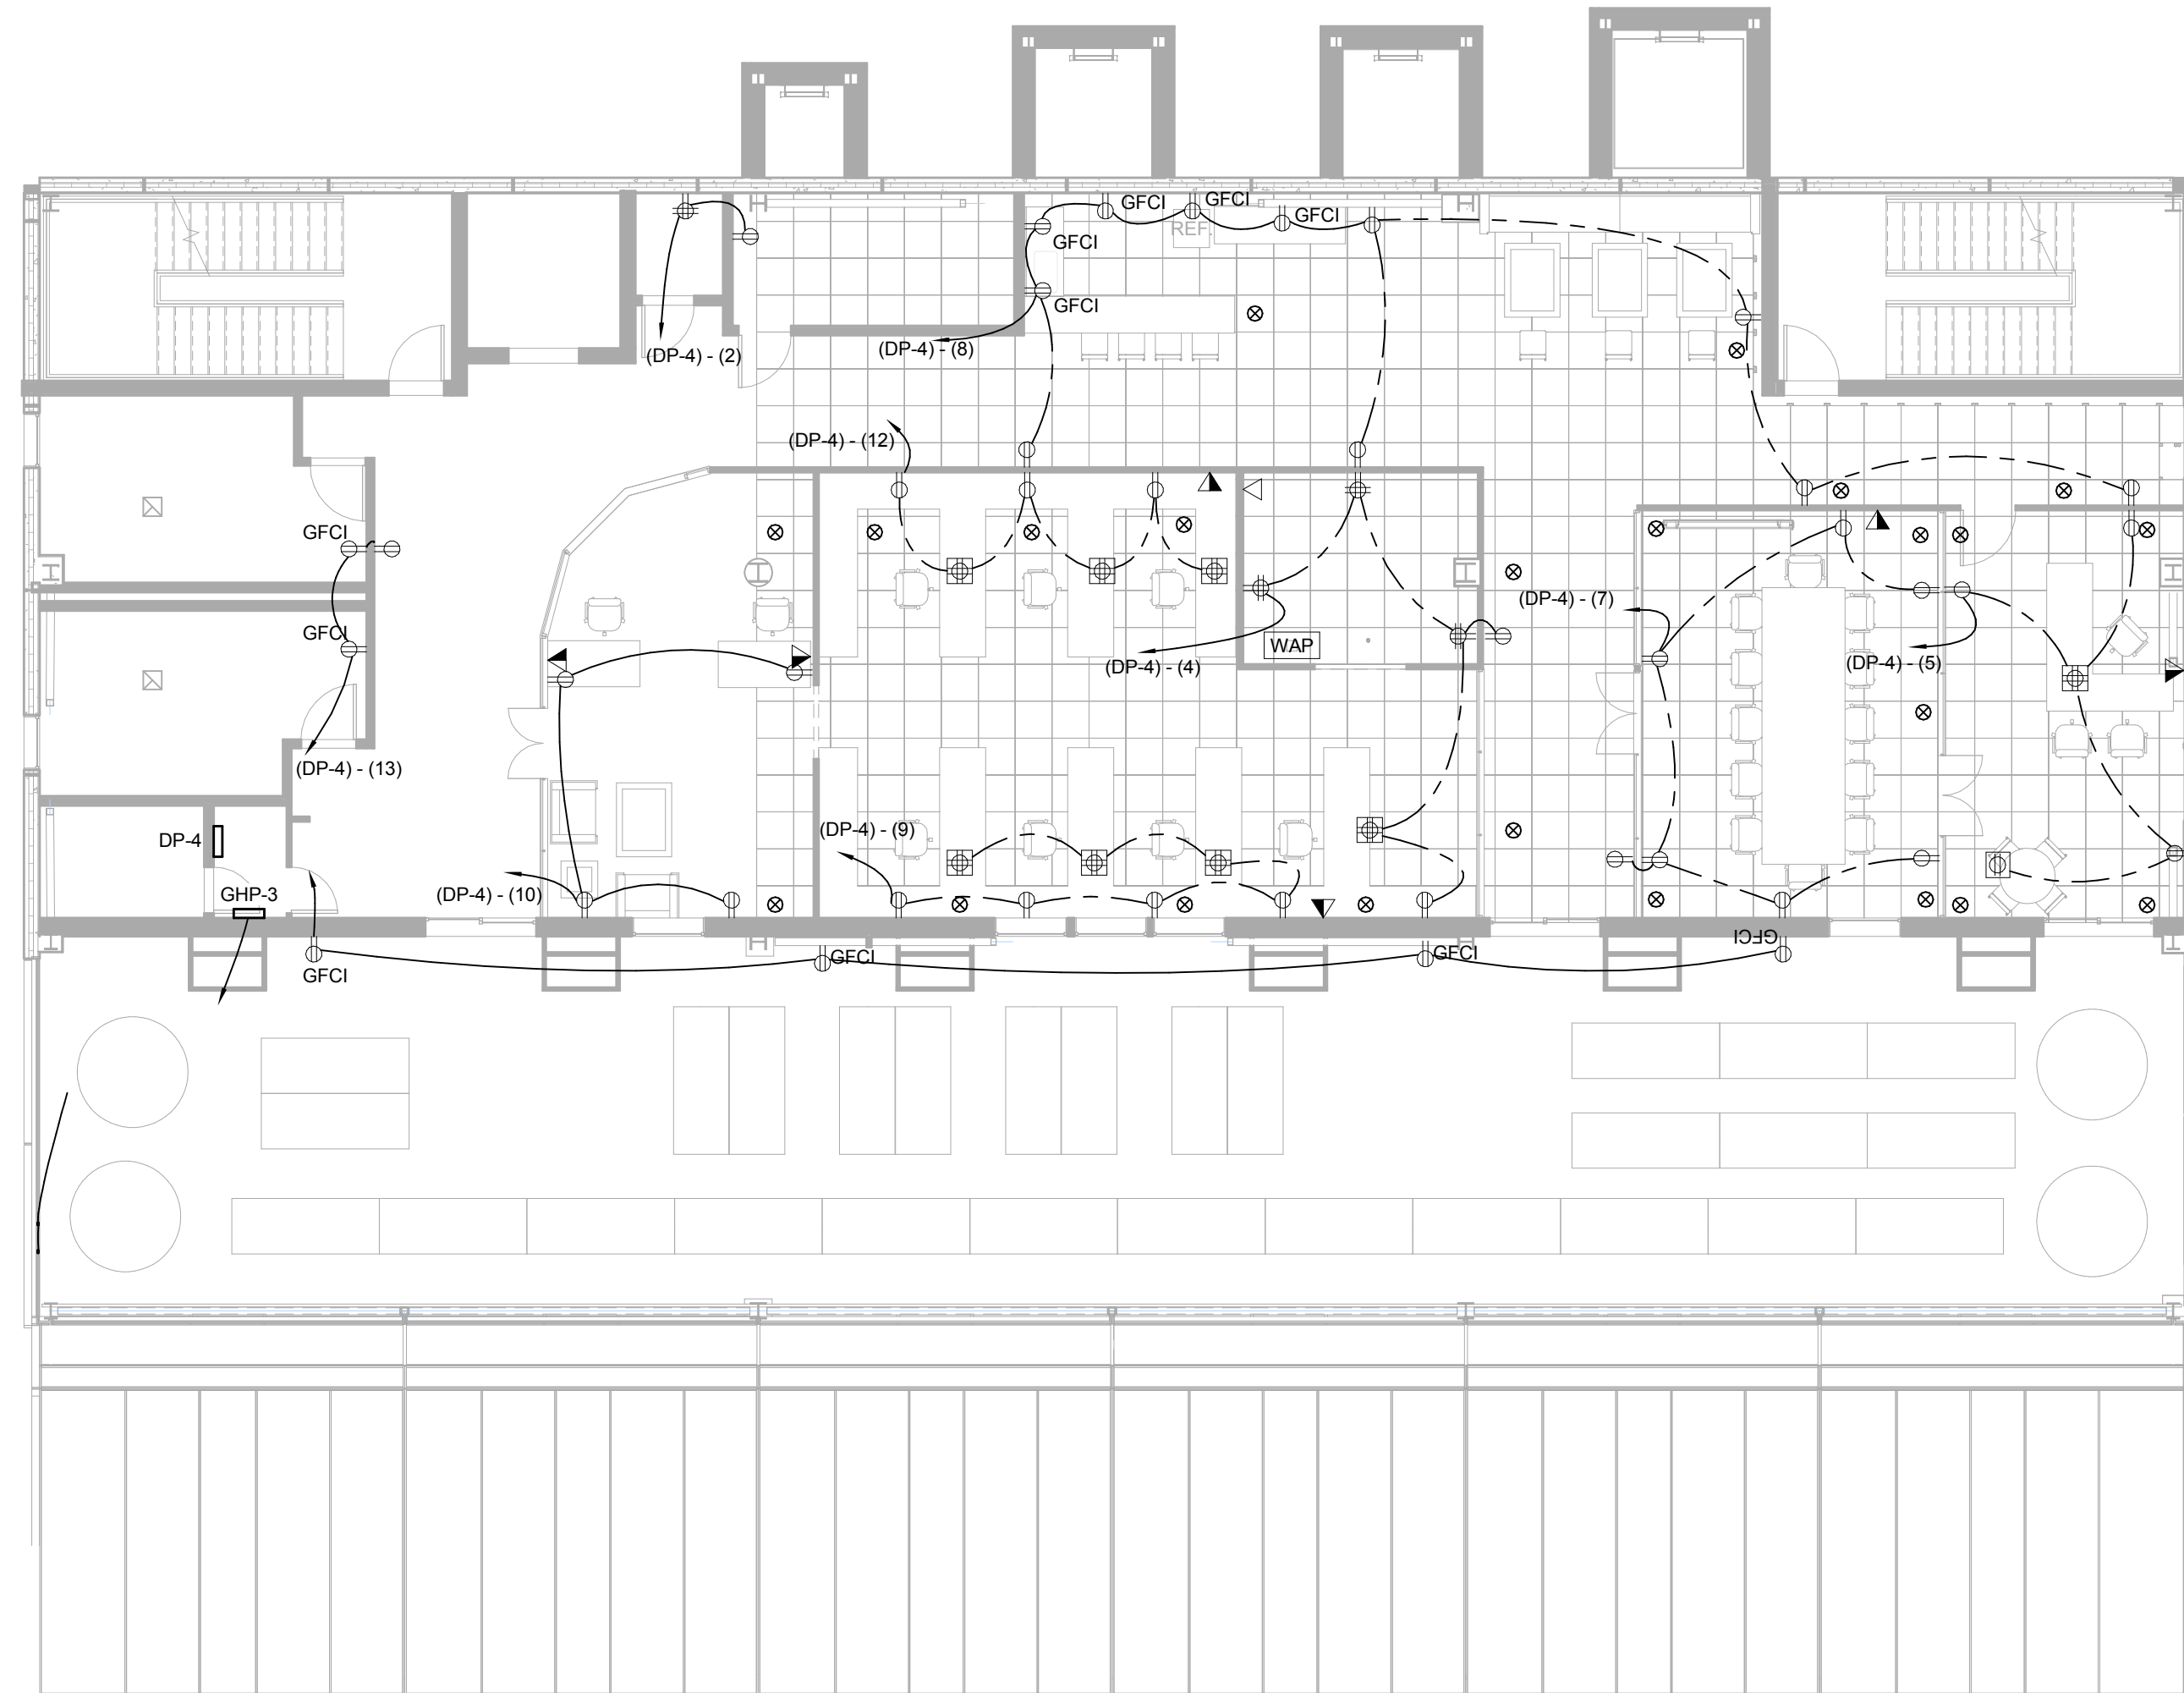 GFCI
GFCI
GFCI
REF.
GFCI
GFCI
(DP-4) - (8)
(DP-4) - (2)
(DP-4) - (12)
GFCI
(DP-4) - (7)
GFCI
WAP
(DP-4) - (4)
(DP-4) - (5)
(DP-4) - (13)
(DP-4) - (9)
DP-4
GHP-3
(DP-4) - (10)
GFCI
GFCI
GFCI
GFCI